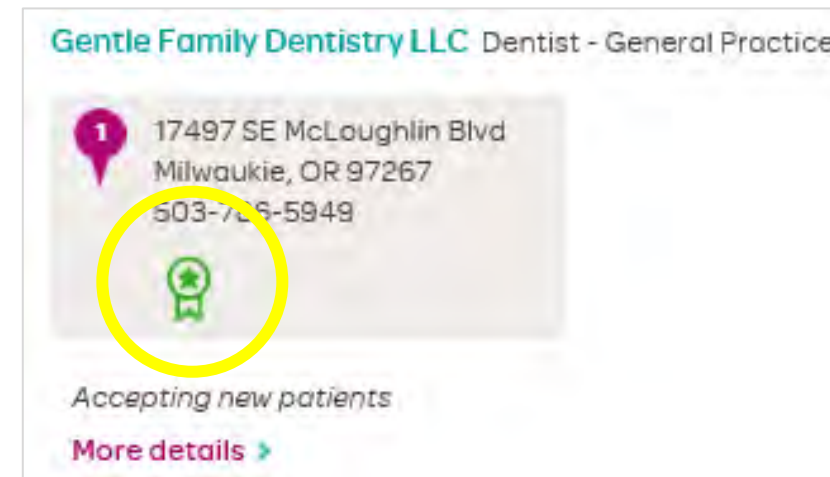 Gentle Family Dentistry LLC Dentist - General Practice
1
17497 SE McLoughlin Blvd
Milwaukie, OR 97267
Accepting new patients
More details >